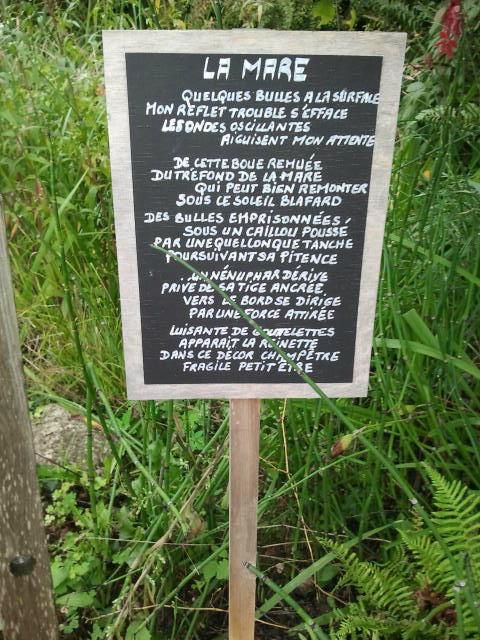 LA MARE
QUELQUES BULLES A LA SURFACE
MON REFLET TROUBLE S'EFFACE
LES ONDES OSCILLANTES
AIGUISENT MON ATTENTE
DE CETTE BOUE REMUÉE
DU TREFOND DE LA MARE
QUI PEUT BIEN REMONTER
SOUS CE SOLEIL BLAFARD
DES BULLES EMPRISONNÉES
SOUS UN CAILLOU POUSSÉ
PAR UNE QUELLONQUE TANCHE
POURSUIVANT SA PITENCE
...UN NÉNUPHAR DÉRIVE
PRIVÉ DE SA TIGE ANCRÉE
VERS LE BORD SE DIRIGE
PAR UNE FORCE ATTIRÉE
LUISANTE DE GOUTTELETTES
APPARAÎT LA RAINETTE
DANS CE DÉCOR CHAMPÊTRE
FRAGILE PETIT ÊTRE